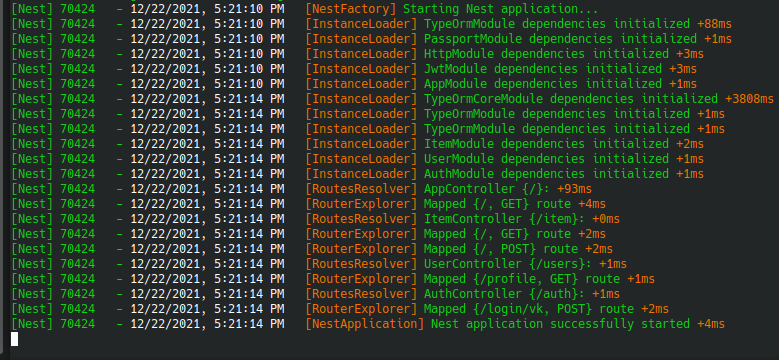 [Nest] 70424   - 12/22/2021, 5:21:10 PM   [NestFactory] Starting Nest application...
[Nest] 70424   - 12/22/2021, 5:21:10 PM   [InstanceLoader] TypeOrmModule dependencies initialized +88ms
[Nest] 70424   - 12/22/2021, 5:21:10 PM   [InstanceLoader] PassportModule dependencies initialized +1ms
[Nest] 70424   - 12/22/2021, 5:21:10 PM   [InstanceLoader] HttpModule dependencies initialized +3ms
[Nest] 70424   - 12/22/2021, 5:21:10 PM   [InstanceLoader] JwtModule dependencies initialized +3ms
[Nest] 70424   - 12/22/2021, 5:21:10 PM   [InstanceLoader] AppModule dependencies initialized +1ms
[Nest] 70424   - 12/22/2021, 5:21:14 PM   [InstanceLoader] TypeOrmCoreModule dependencies initialized +3808ms
[Nest] 70424   - 12/22/2021, 5:21:14 PM   [InstanceLoader] TypeOrmModule dependencies initialized +1ms
[Nest] 70424   - 12/22/2021, 5:21:14 PM   [InstanceLoader] TypeOrmModule dependencies initialized +1ms
[Nest] 70424   - 12/22/2021, 5:21:14 PM   [InstanceLoader] ItemModule dependencies initialized +2ms
[Nest] 70424   - 12/22/2021, 5:21:14 PM   [InstanceLoader] UserModule dependencies initialized +1ms
[Nest] 70424   - 12/22/2021, 5:21:14 PM   [InstanceLoader] AuthModule dependencies initialized +1ms
[Nest] 70424   - 12/22/2021, 5:21:14 PM   [RoutesResolver] AppController {/}: +93ms
[Nest] 70424   - 12/22/2021, 5:21:14 PM   [RouterExplorer] Mapped {/, GET} route +4ms
[Nest] 70424   - 12/22/2021, 5:21:14 PM   [RoutesResolver] ItemController {/item}: +0ms
[Nest] 70424   - 12/22/2021, 5:21:14 PM   [RouterExplorer] Mapped {/, GET} route +2ms
[Nest] 70424   - 12/22/2021, 5:21:14 PM   [RouterExplorer] Mapped {/, POST} route +2ms
[Nest] 70424   - 12/22/2021, 5:21:14 PM   [RoutesResolver] UserController {/users}: +1ms
[Nest] 70424   - 12/22/2021, 5:21:14 PM   [RouterExplorer] Mapped {/profile, GET} route +1ms
[Nest] 70424   - 12/22/2021, 5:21:14 PM   [RoutesResolver] AuthController {/auth}: +1ms
[Nest] 70424   - 12/22/2021, 5:21:14 PM   [RouterExplorer] Mapped {/login/vk, POST} route +2ms
[Nest] 70424   - 12/22/2021, 5:21:14 PM   [NestApplication] Nest application successfully started +4ms